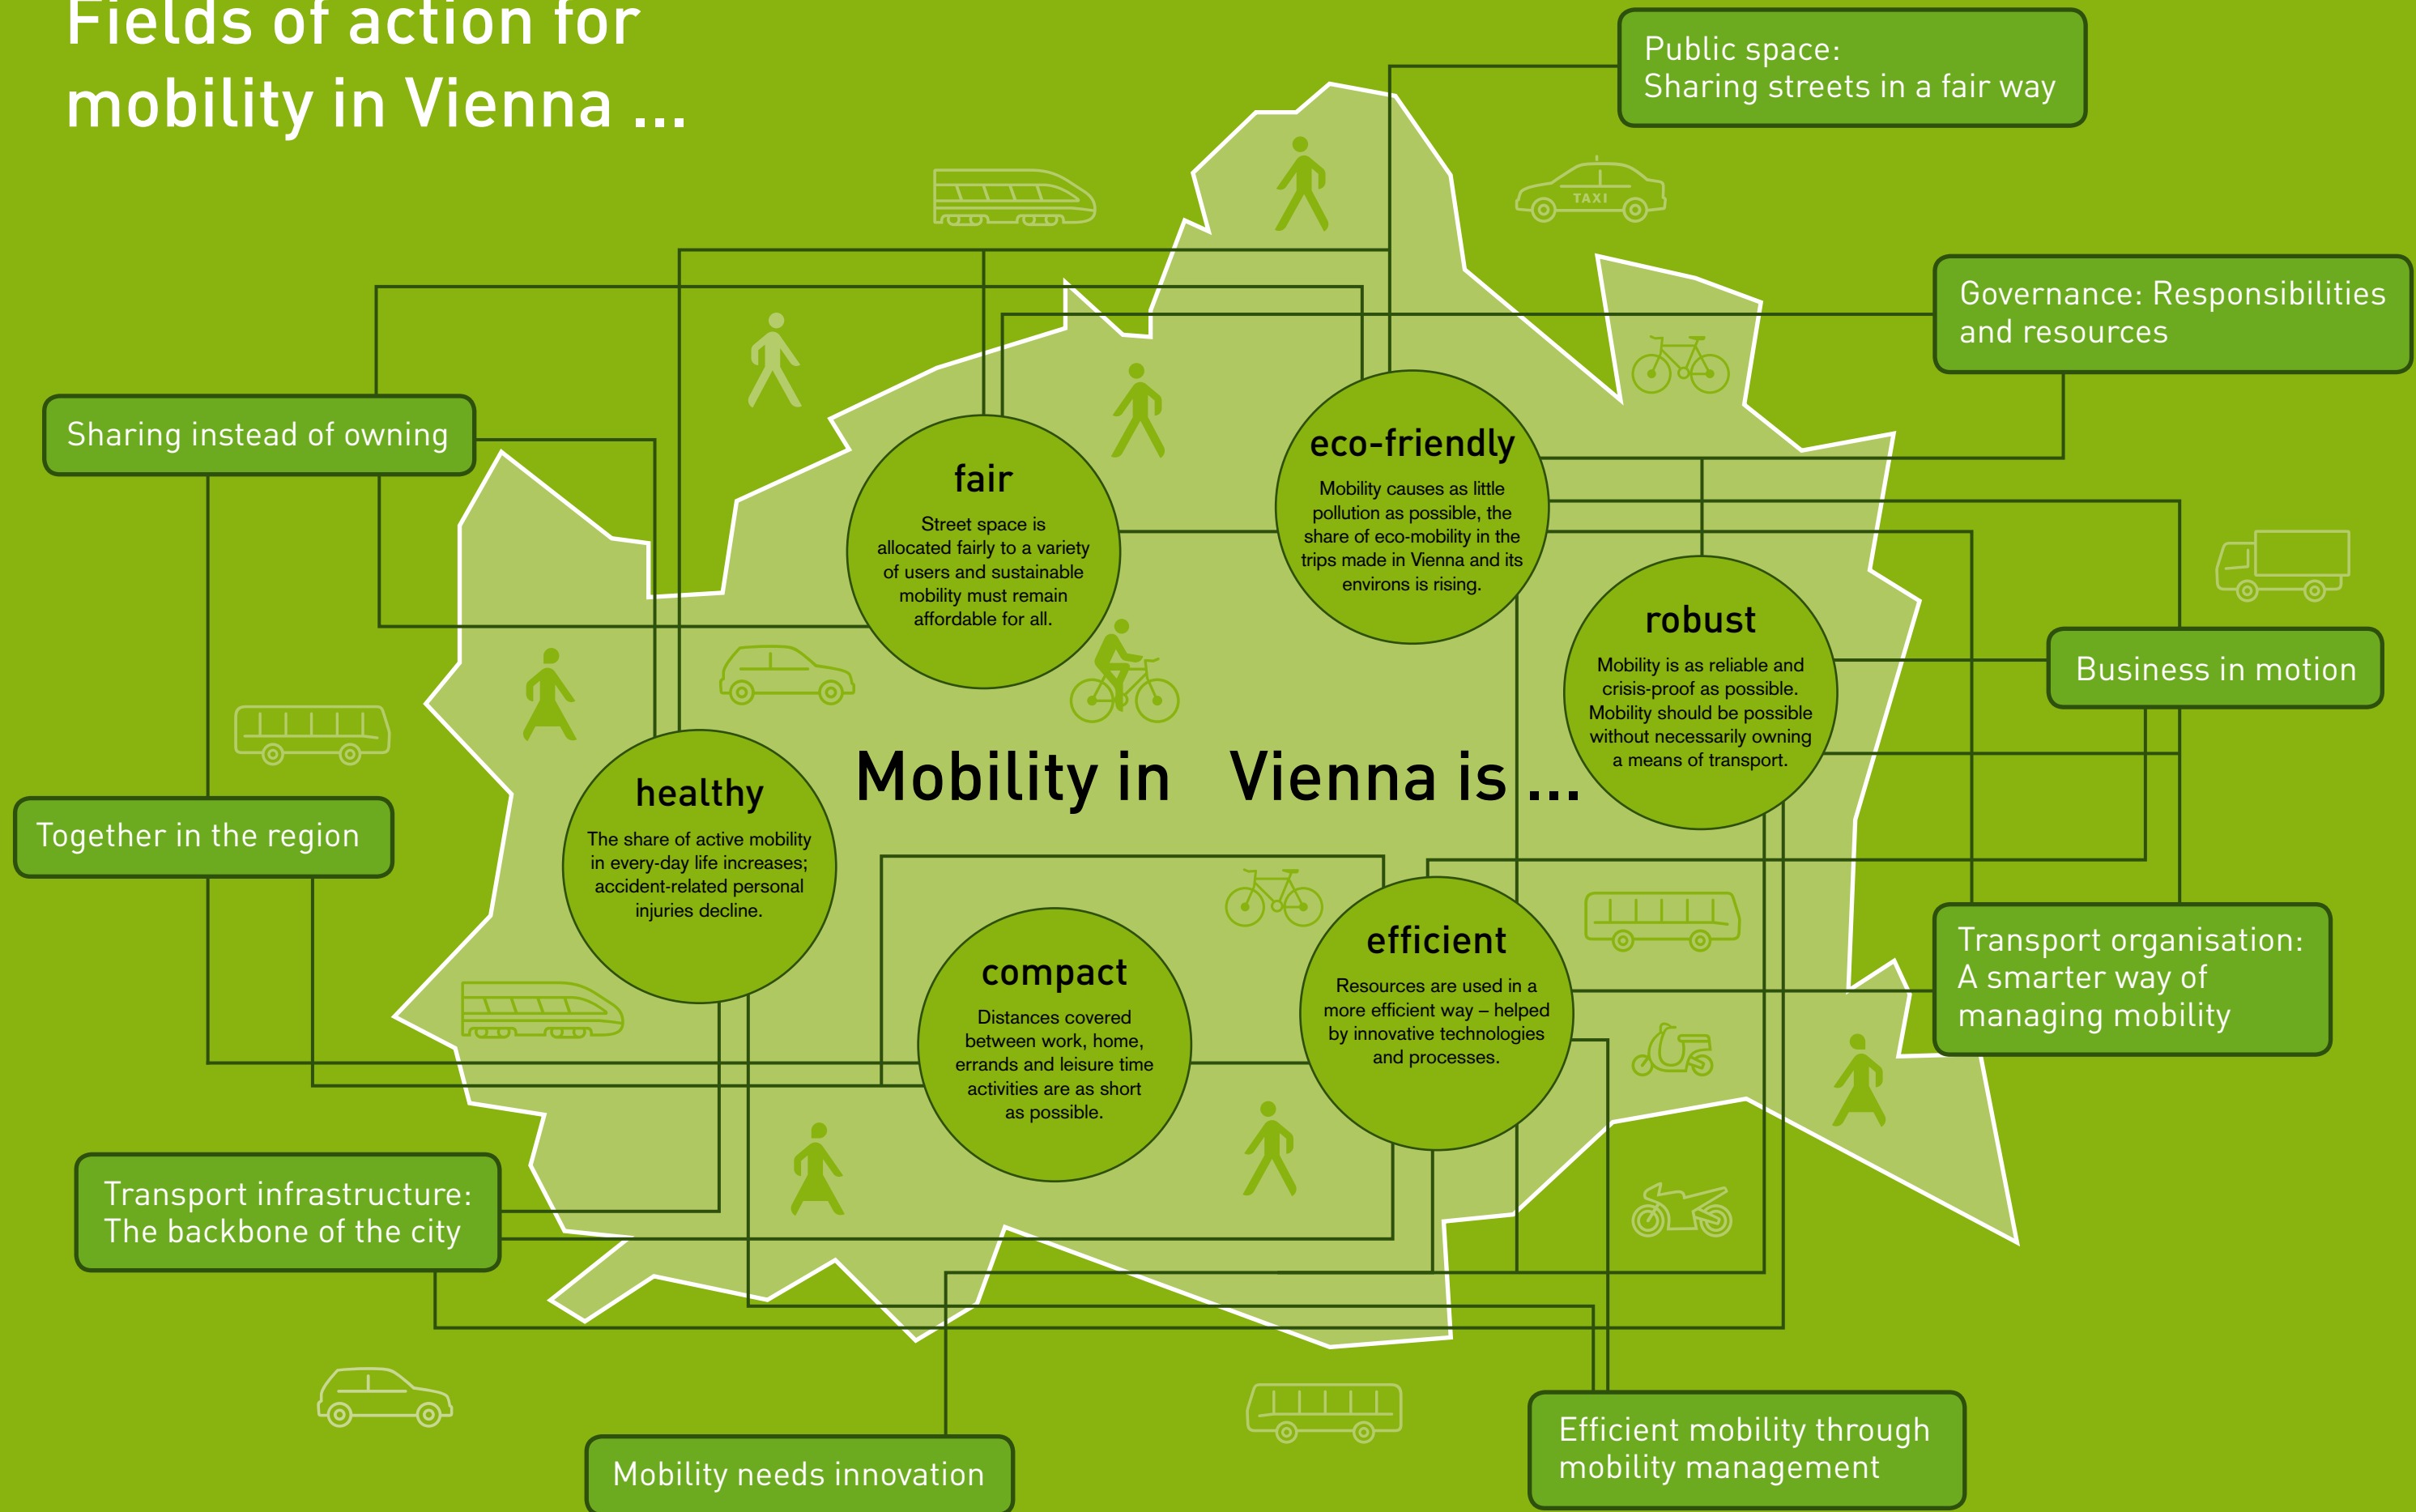 Fields of action for
mobility in Vienna ...
Public space:
Sharing streets in a fair way
TAXI
Governance: Responsibilities
and resources
Sharing instead of owning
eco-friendly
Mobility causes as little
pollution as possible, the
share of eco-mobility in the
trips made in Vienna and its
environs is rising.
fair
Street space is
allocated fairly to a variety
of users and sustainable
mobility must remain
affordable for all.
robust
Mobility is as reliable and
crisis-proof as possible.
Mobility should be possible
without necessarily owning
a means of transport.
Business in motion
Mobility in Vienna is ...
healthy
The share of active mobility
in every-day life increases;
accident-related personal
injuries decline.
Together in the region
compact
Distances covered
between work, home,
errands and leisure time
activities are as short
as possible.
efficient
Resources are used in a
more efficient way – helped
by innovative technologies
and processes.
Transport organisation:
A smarter way of
managing mobility
Transport infrastructure:
The backbone of the city
Mobility needs innovation
Efficient mobility through
mobility management